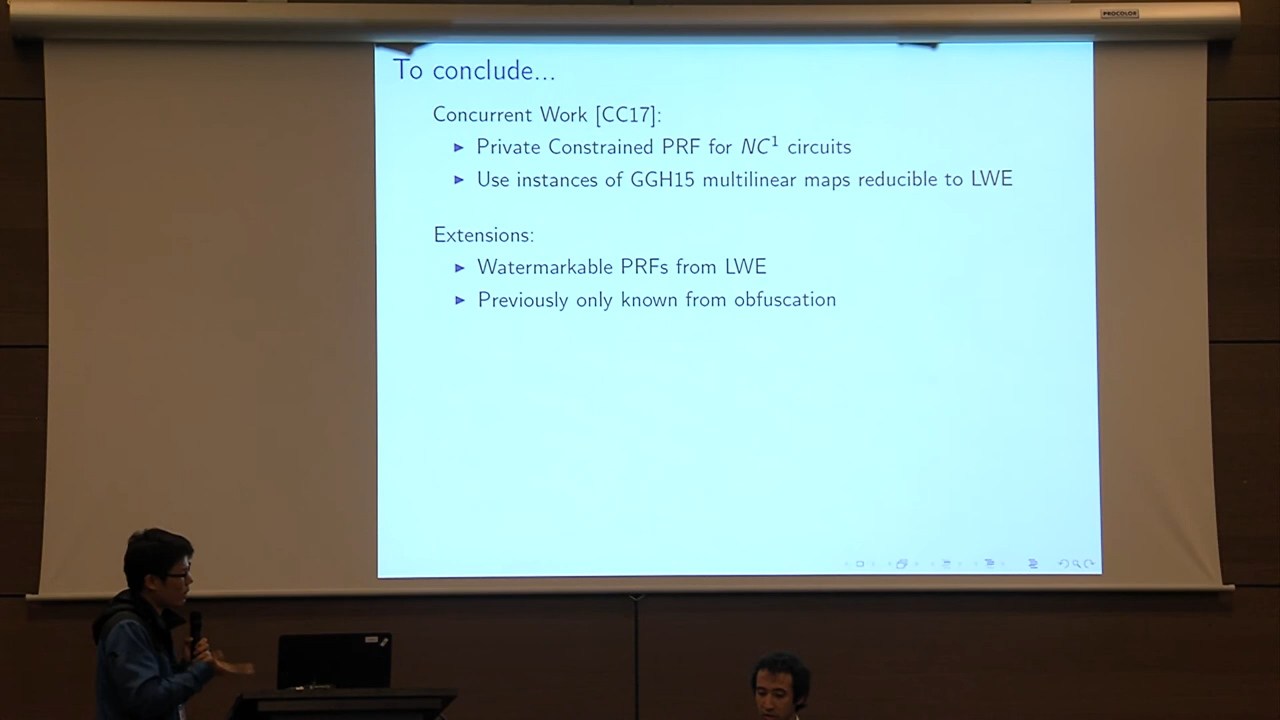 PROCOLOR
To conclude...
Concurrent Work [CC17]:
Private Constrained PRF for NC¹ circuits
Use instances of GGH15 multilinear maps reducible to LWE
Extensions:
Watermarkable PRFs from LWE
Previously only known from obfuscation